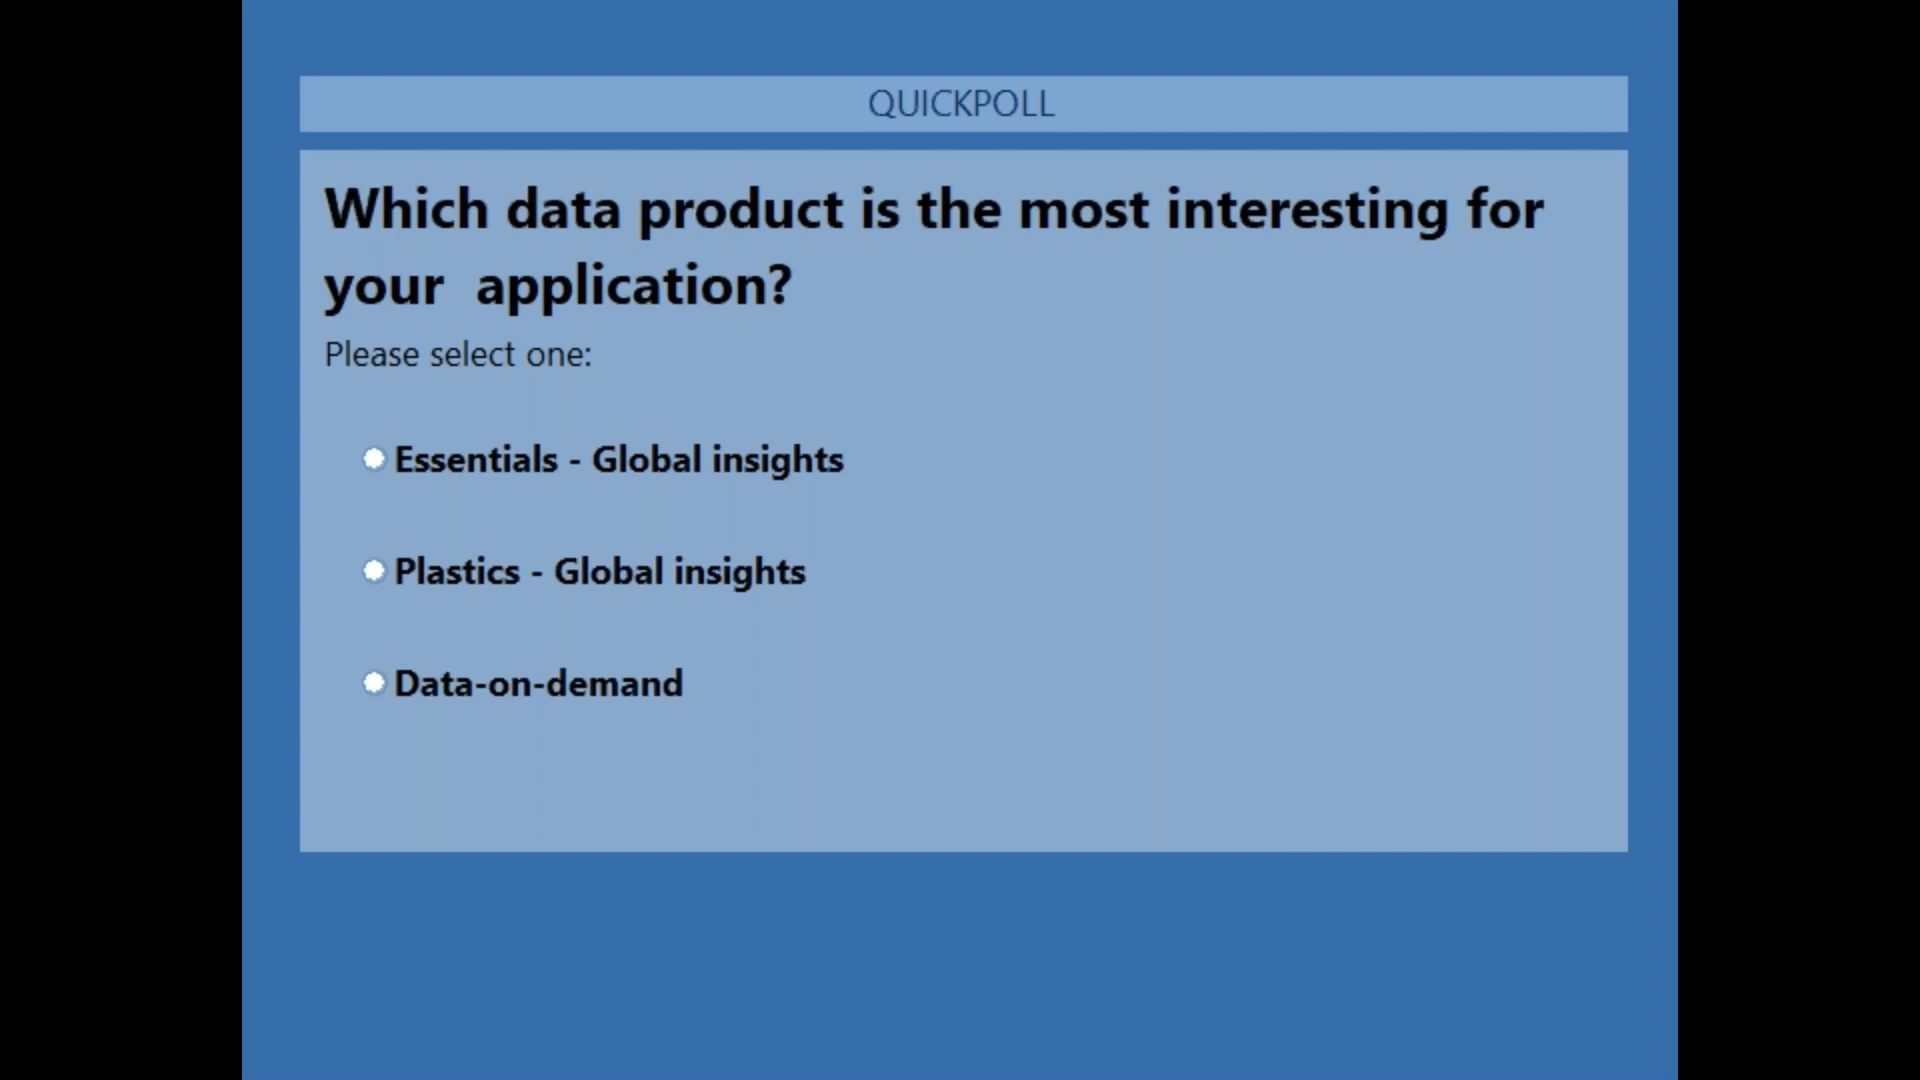 QUICKPOLL
Which data product is the most interesting for
your  application?
Please select one:
Essentials - Global insights
Plastics - Global insights
Data-on-demand